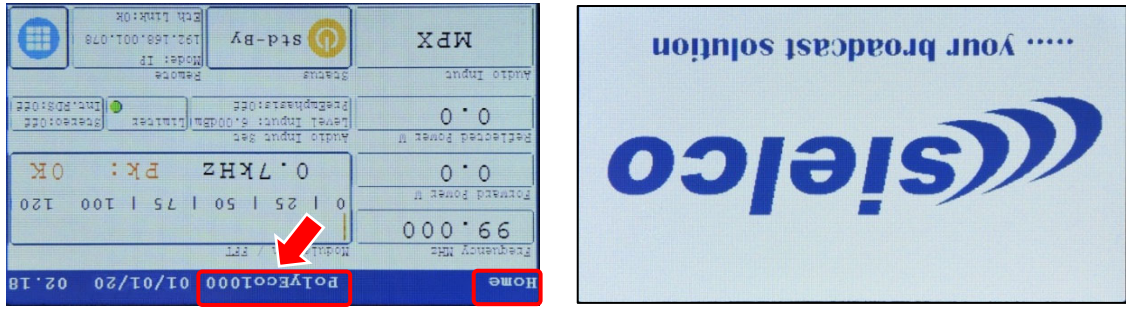 Home PolyEco1000 01/01/20 02.18
Frequency MHz
99.000
Forward Power W
0.0
Reflected Power W
0.0
Audio Input
MPX
0 | 25 | 50 | 75 | 100 120
0.7kHz Pk: OK
Audio Input Set
Level Input: 6.00dBm
PreEmphasis:Off
Limiter
Stereo:Off
Int.RDS:Off
Status
Std-By
Remote
Mode: IP
192.168.001.078
Eth Link:Ok
sielco
..... your broadcast solution